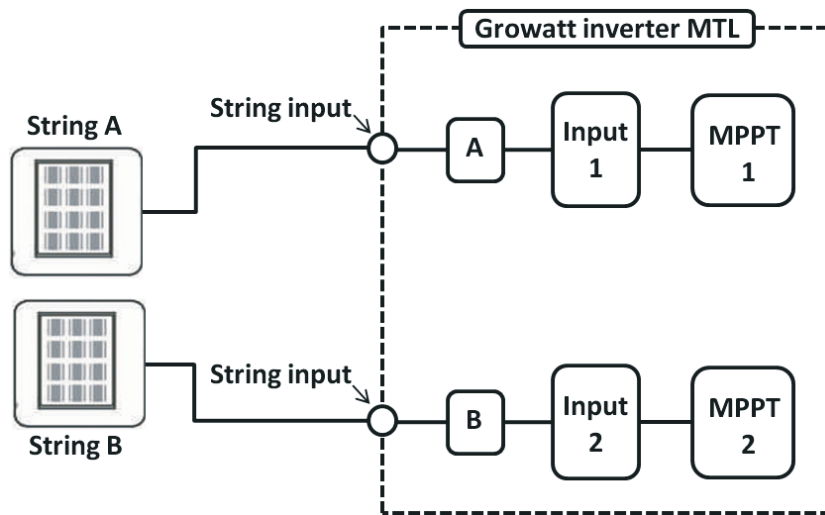 Growatt inverter MTL
String input
String A
A
Input
1
MPPT
1
String input
B
Input
2
MPPT
2
String B